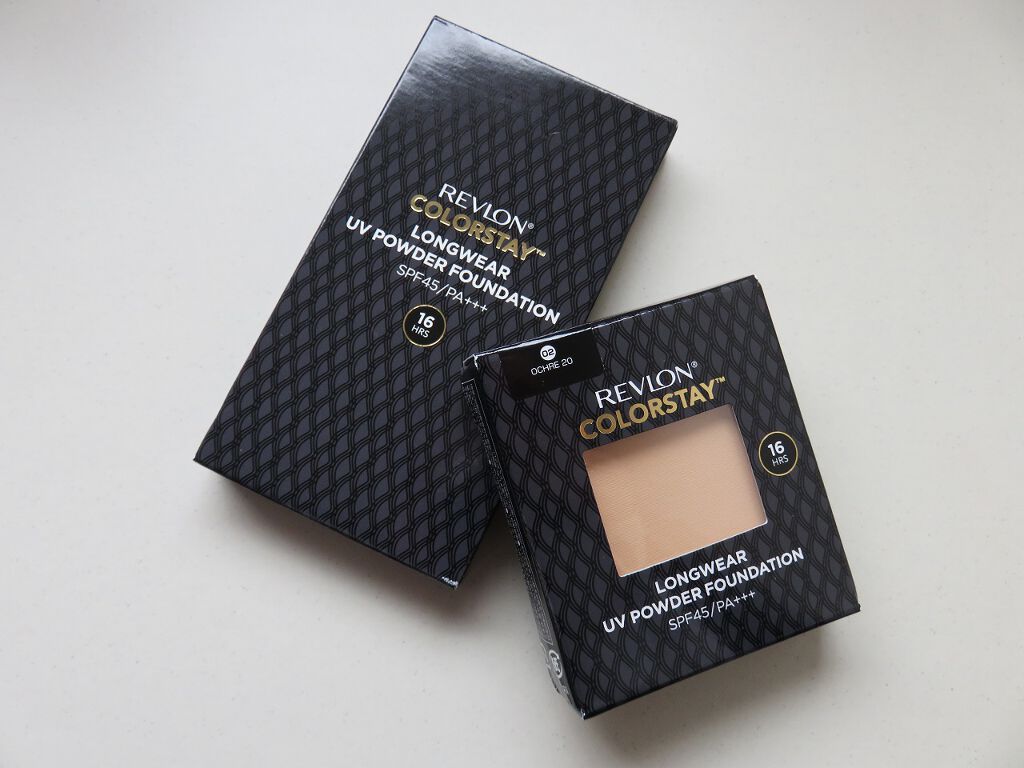 REVLON®
COLORSTAY™
LONGWEAR
UV POWDER FOUNDATION
SPF45/PA+++
16
HRS
02
OCHRE 20
REVLON®
COLORSTAY™
16
HRS
LONGWEAR
UV POWDER FOUNDATION
SPF45/PA+++